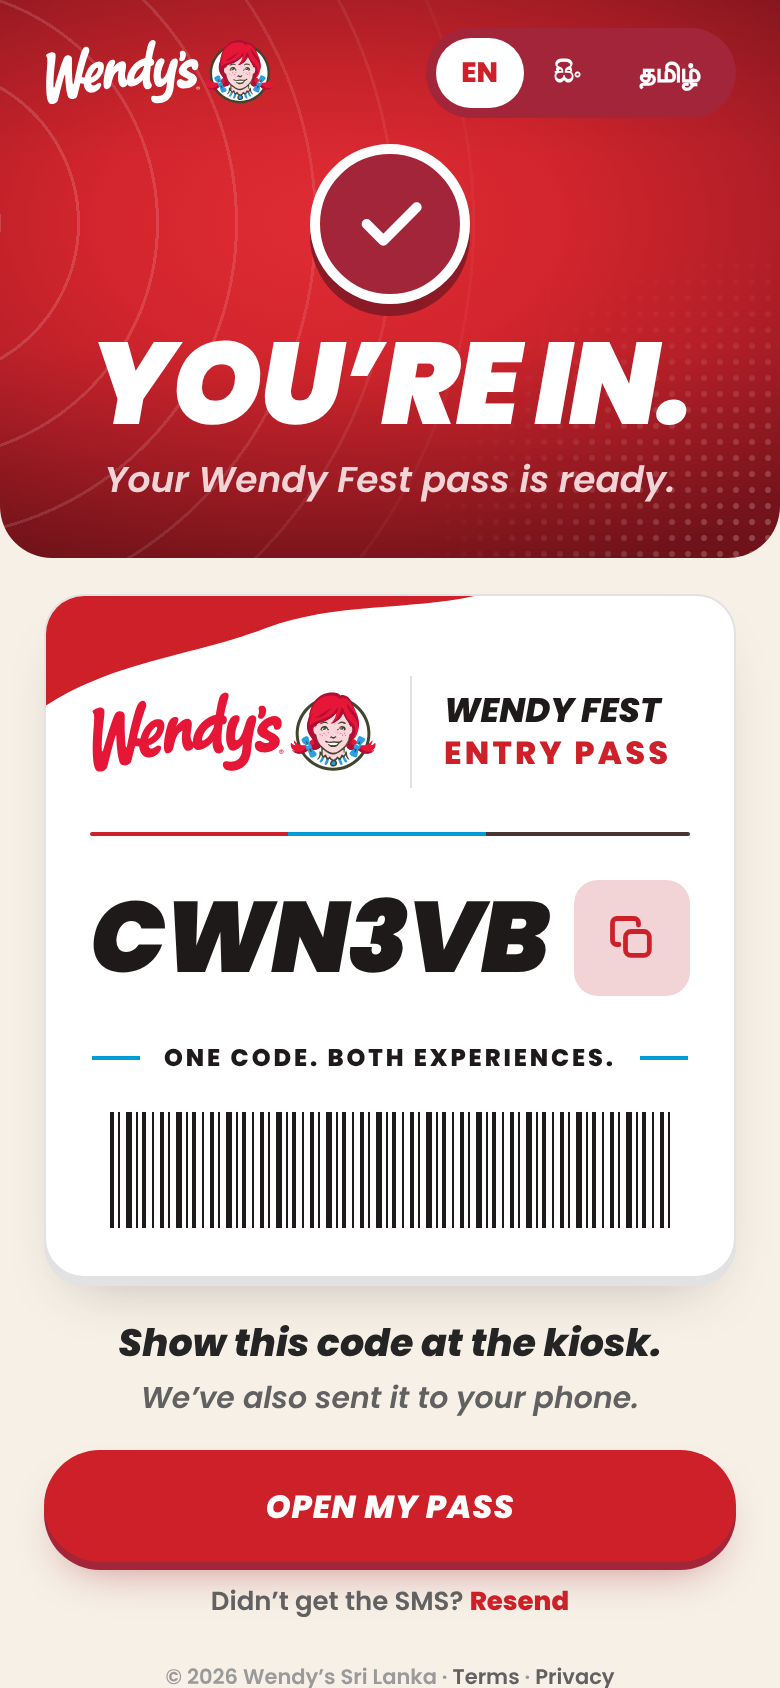 Wendy's
EN
සිං
தமிழ்
YOU’RE IN.
Your Wendy Fest pass is ready.
Wendy's
WENDY FEST
ENTRY PASS
CWN3VB
ONE CODE. BOTH EXPERIENCES.
Show this code at the kiosk.
We’ve also sent it to your phone.
OPEN MY PASS
Didn’t get the SMS? Resend
© 2026 Wendy’s Sri Lanka · Terms · Privacy